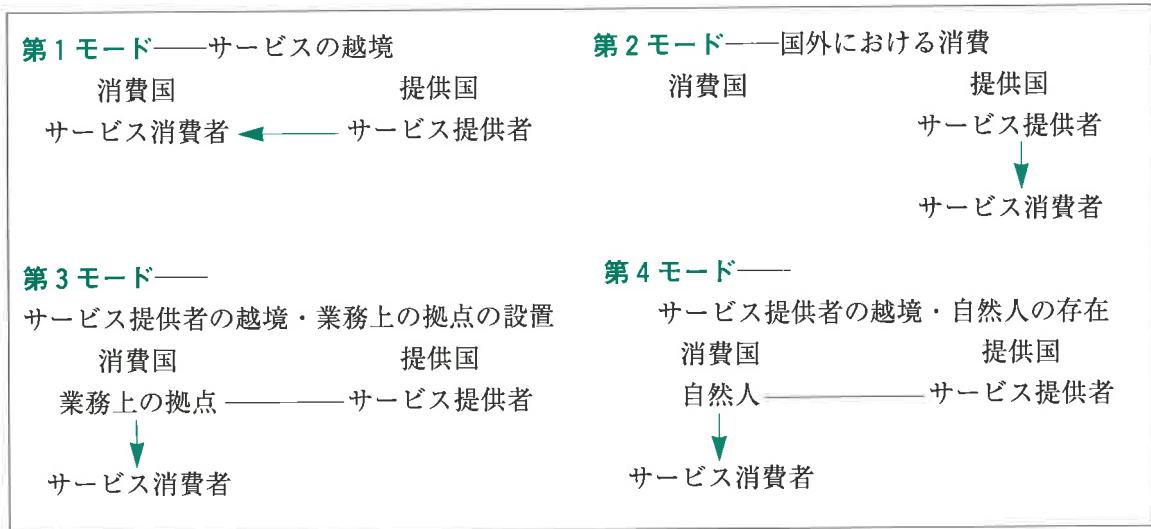 第1モード――サービスの越境
消費国 提供国
サービス消費者 サービス提供者
第2モード――国外における消費
消費国 提供国
サービス提供者
サービス消費者
第3モード――
サービス提供者の越境・業務上の拠点の設置
消費国 提供国
業務上の拠点 サービス提供者
サービス消費者
第4モード――
サービス提供者の越境・自然人の存在
消費国 提供国
自然人 サービス提供者
サービス消費者